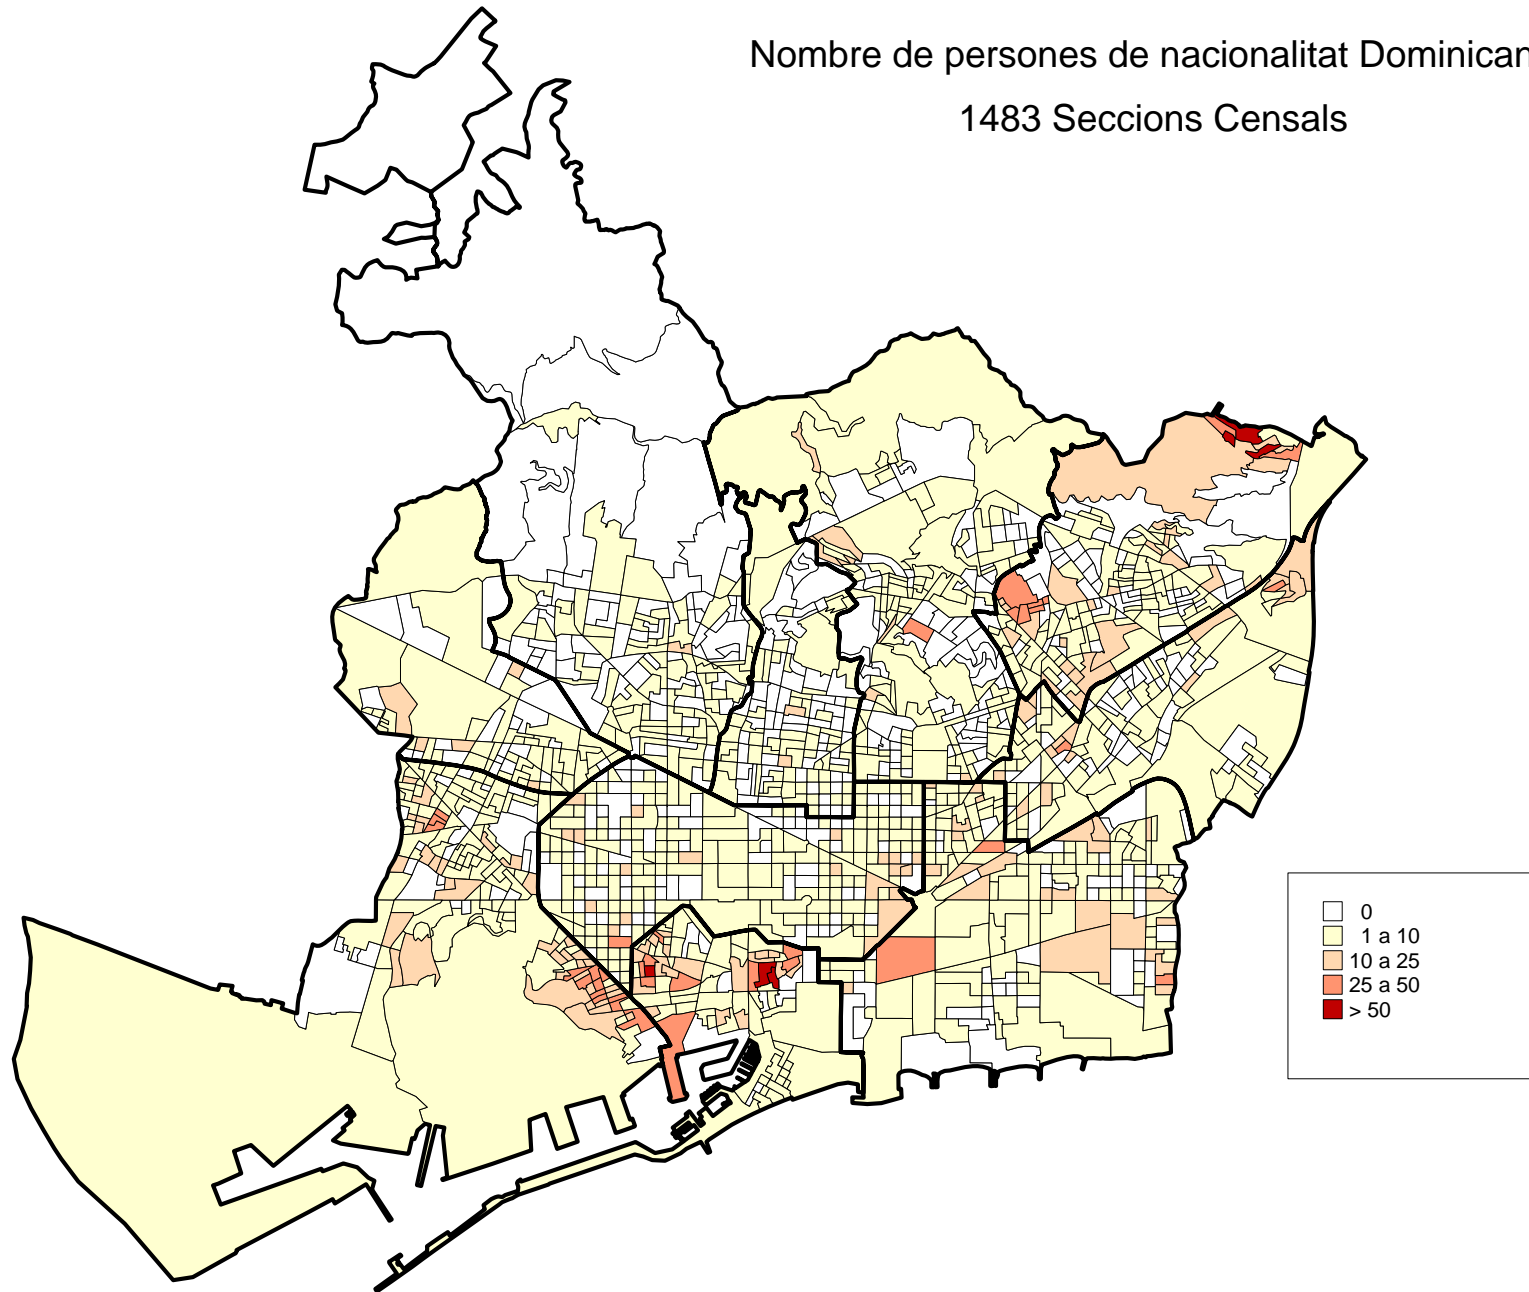 Nombre de persones de nacionalitat Dominican
1483 Seccions Censals
0
1 a 10
10 a 25
25 a 50
> 50